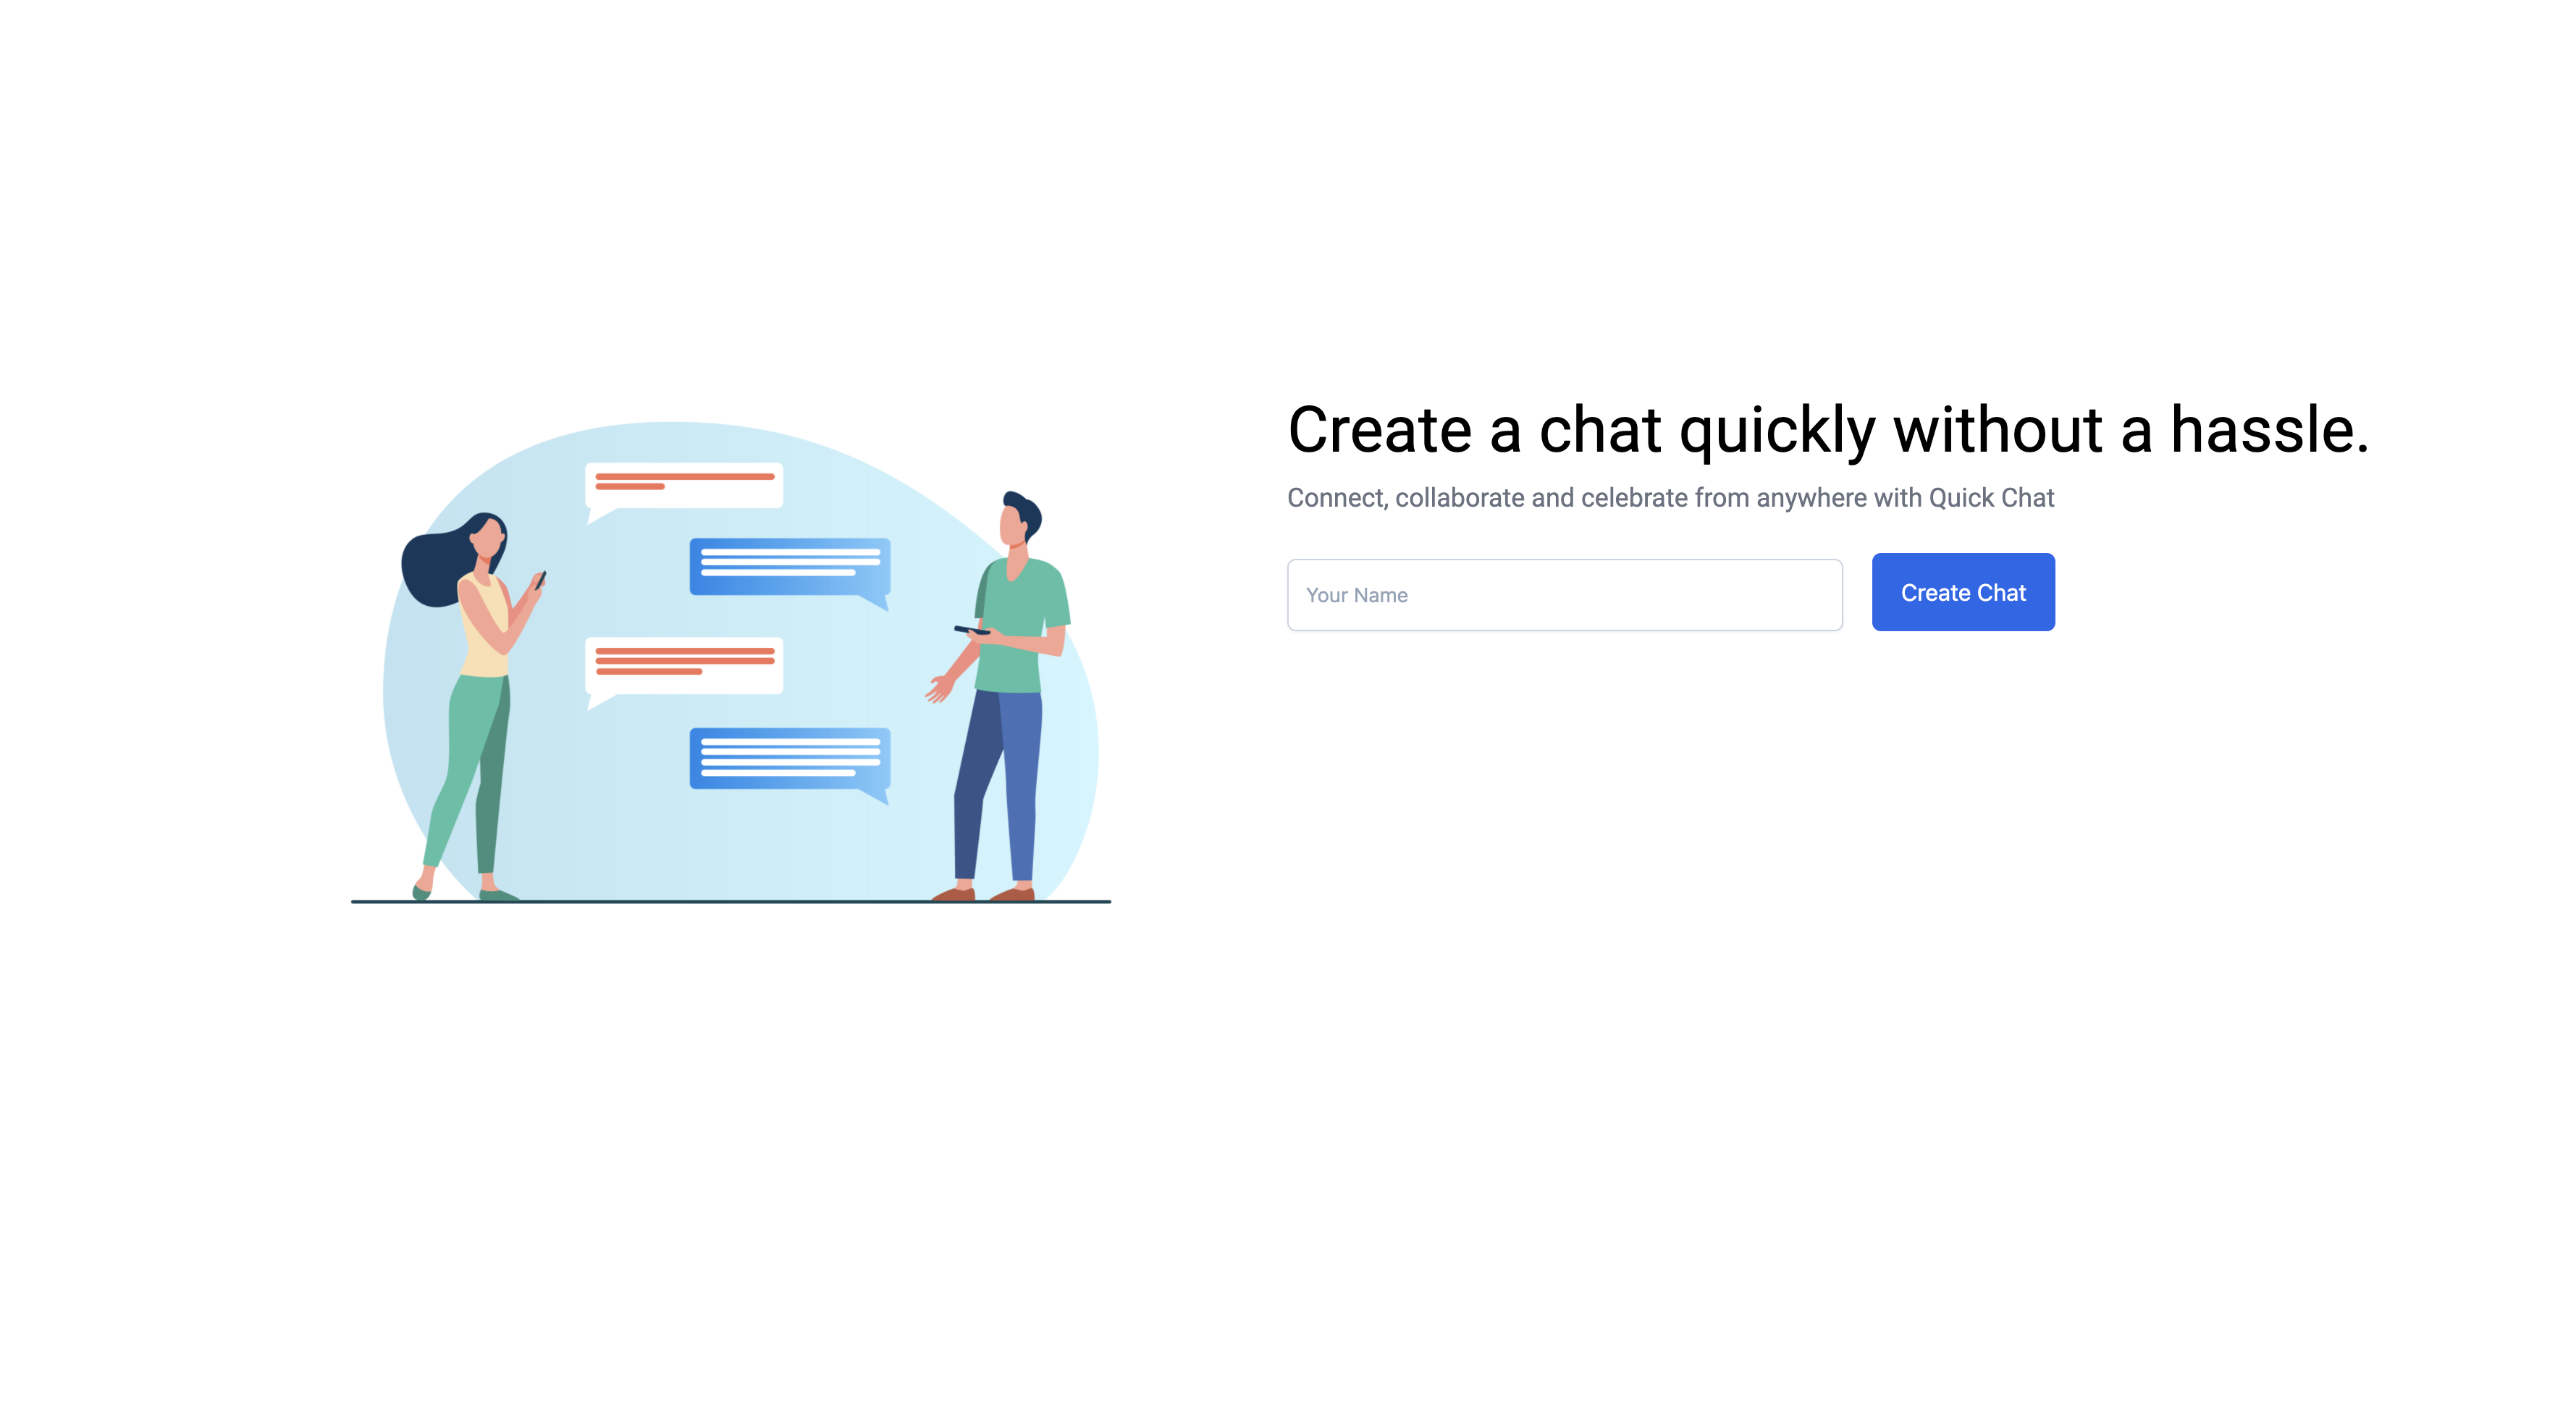 Create a chat quickly without a hassle.
Connect, collaborate and celebrate from anywhere with Quick Chat
Your Name
Create Chat